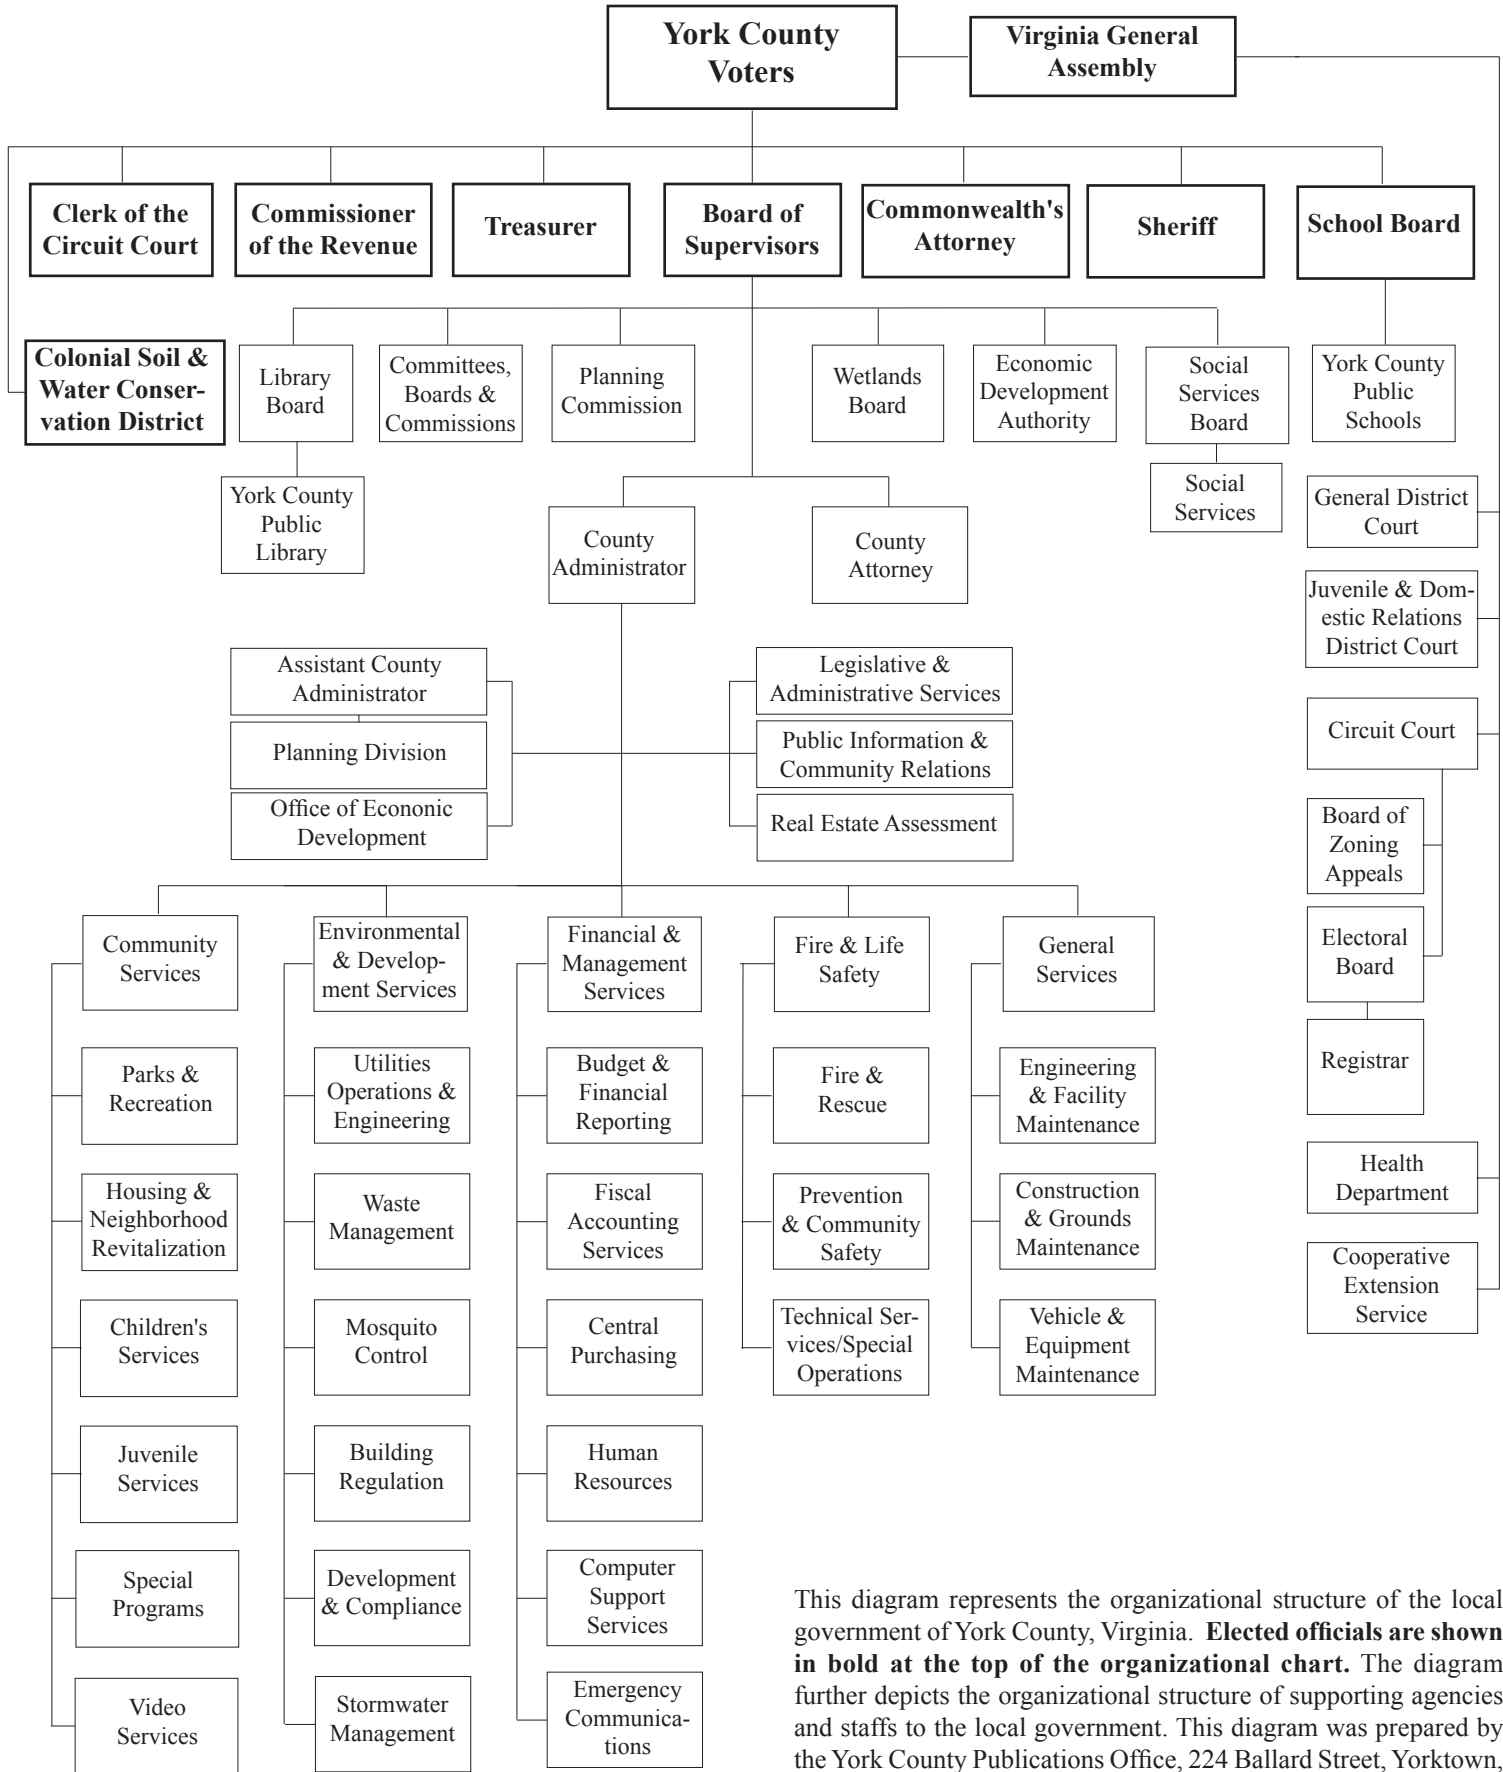 York County
Voters
Virginia General
Assembly
Clerk of the
Circuit Court
Commissioner
of the Revenue
Treasurer
Board of
Supervisors
Commonwealth's
Attorney
Sheriff
School Board
Colonial Soil &
Water Conser-
vation District
Library
Board
Committees,
Boards &
Commissions
Planning
Commission
Wetlands
Board
Economic
Development
Authority
Social
Services
Board
York County
Public
Schools
York County
Public
Library
Social
Services
General District
Court
County
Administrator
County
Attorney
Juvenile & Dom-
estic Relations
District Court
Assistant County
Administrator
Planning Division
Office of Econonic
Development
Legislative &
Administrative Services
Public Information &
Community Relations
Real Estate Assessment
Circuit Court
Board of
Zoning
Appeals
Electoral
Board
Registrar
Health
Department
Cooperative
Extension
Service
Community
Services
Parks &
Recreation
Housing &
Neighborhood
Revitalization
Children's
Services
Juvenile
Services
Special
Programs
Video
Services
Environmental
& Develop-
ment Services
Utilities
Operations &
Engineering
Waste
Management
Mosquito
Control
Building
Regulation
Development
& Compliance
Stormwater
Management
Financial &
Management
Services
Budget &
Financial
Reporting
Fiscal
Accounting
Services
Central
Purchasing
Human
Resources
Computer
Support
Services
Emergency
Communica-
tions
Fire & Life
Safety
Fire &
Rescue
Prevention
& Community
Safety
Technical Ser-
vices/Special
Operations
General
Services
Engineering
& Facility
Maintenance
Construction
& Grounds
Maintenance
Vehicle &
Equipment
Maintenance
This diagram represents the organizational structure of the local
government of York County, Virginia. Elected officials are shown
in bold at the top of the organizational chart. The diagram
further depicts the organizational structure of supporting agencies
and staffs to the local government. This diagram was prepared by
the York County Publications Office, 224 Ballard Street, Yorktown,